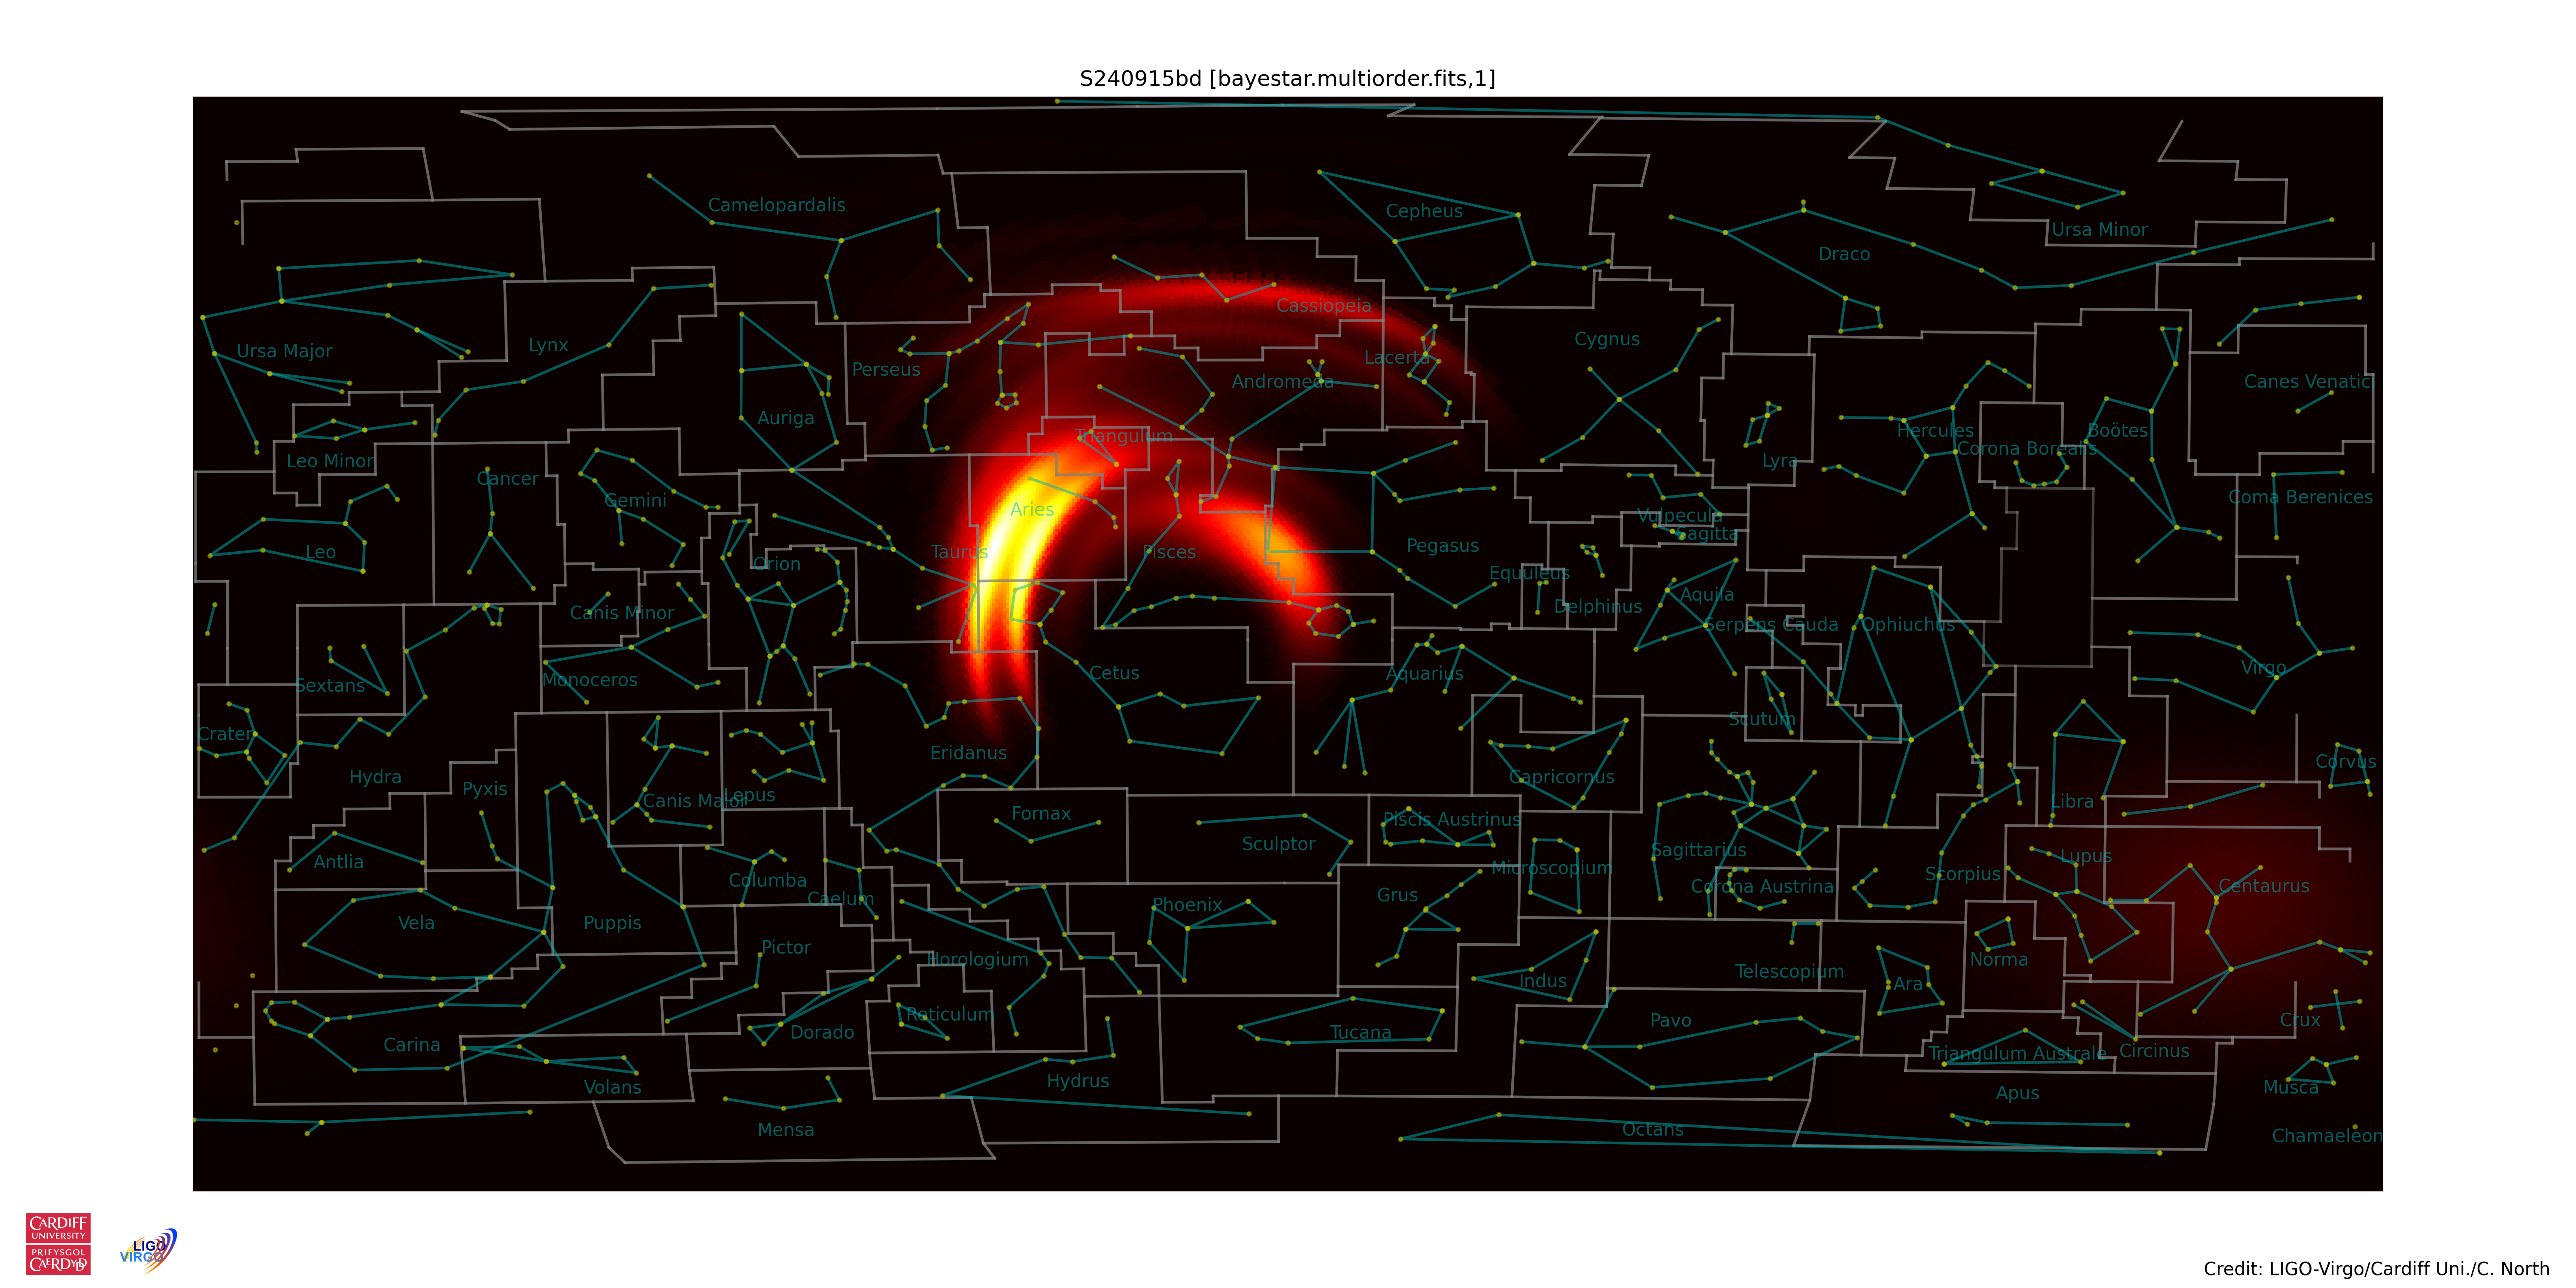 S240915bd [bayestar.multiorder.fits,1]
Camelopardalis
Cepheus
Ursa Minor
Draco
Cassiopeia
Cygnus
Ursa Major
Lynx
Lacerta
Perseus
Andromeda
Canes Venatici
Auriga
Triangulum
Hercules
Boötes
Corona Borealis
Leo Minor
Lyra
Cancer
Gemini
Coma Berenices
Aries
Vulpecula
Sagitta
Leo
Taurus
Pisces
Pegasus
Orion
Equuleus
Aquila
Delphinus
Canis Minor
Serpens Cauda
Ophiuchus
Virgo
Cetus
Aquarius
Monoceros
Sextans
Scutum
Crater
Eridanus
Corvus
Hydra
Capricornus
Pyxis
Lepus
Canis Major
Libra
Fornax
Piscis Austrinus
Sculptor
Sagittarius
Lupus
Antlia
Microscopium
Scorpius
Columba
Corona Austrina
Centaurus
Caelum
Grus
Phoenix
Vela
Puppis
Pictor
Horologium
Norma
Telescopium
Indus
Ara
Reticulum
Pavo
Crux
Dorado
Tucana
Carina
Triangulum Australe
Circinus
Hydrus
Volans
Musca
Apus
Mensa
Octans
Chamaeleon
CARDIFF
UNIVERSITY
PRIFYSGOL
CAERDYDD
LIGO
VIRGO
Credit: LIGO-Virgo/Cardiff Uni./C. North